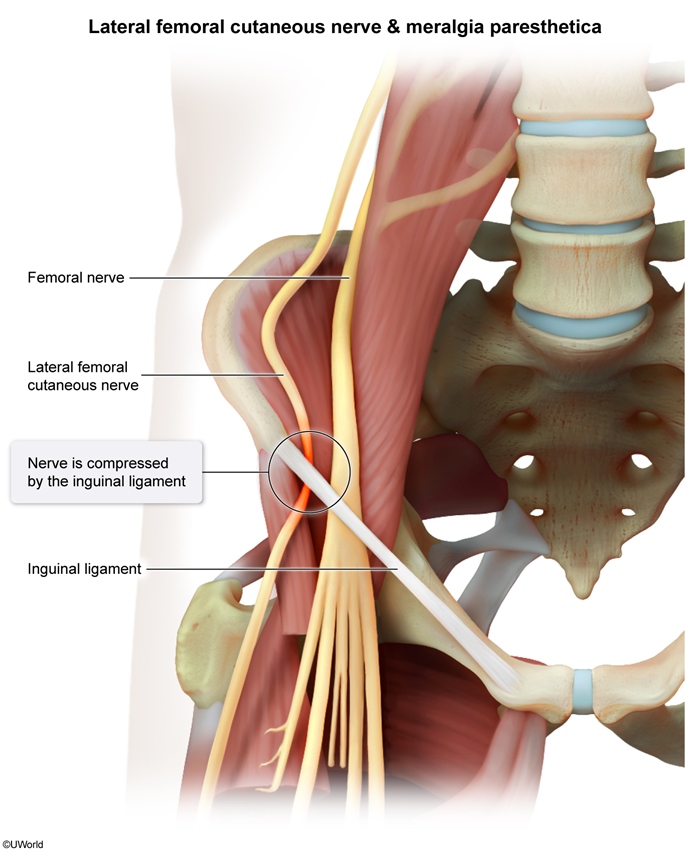 Lateral femoral cutaneous nerve & meralgia paresthetica
Femoral nerve
Lateral femoral
cutaneous nerve
Nerve is compressed
by the inguinal ligament
Inguinal ligament
©UWorld